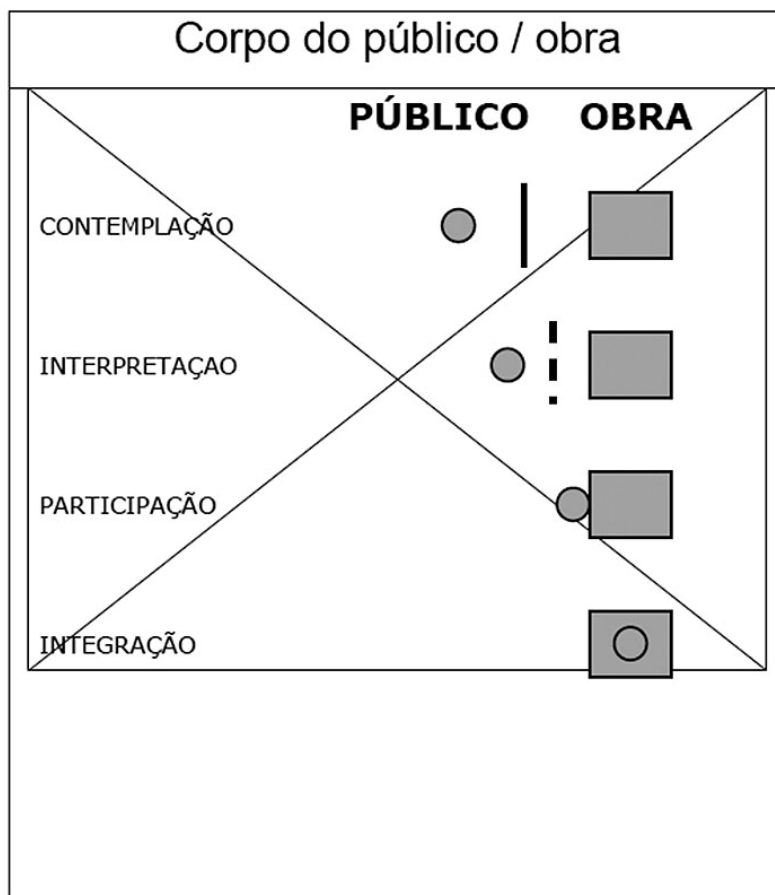 Corpo do público / obra
PÚBLICO OBRA
CONTEMPLAÇÃO
INTERPRETAÇAO
PARTICIPAÇÃO
INTEGRAÇÃO